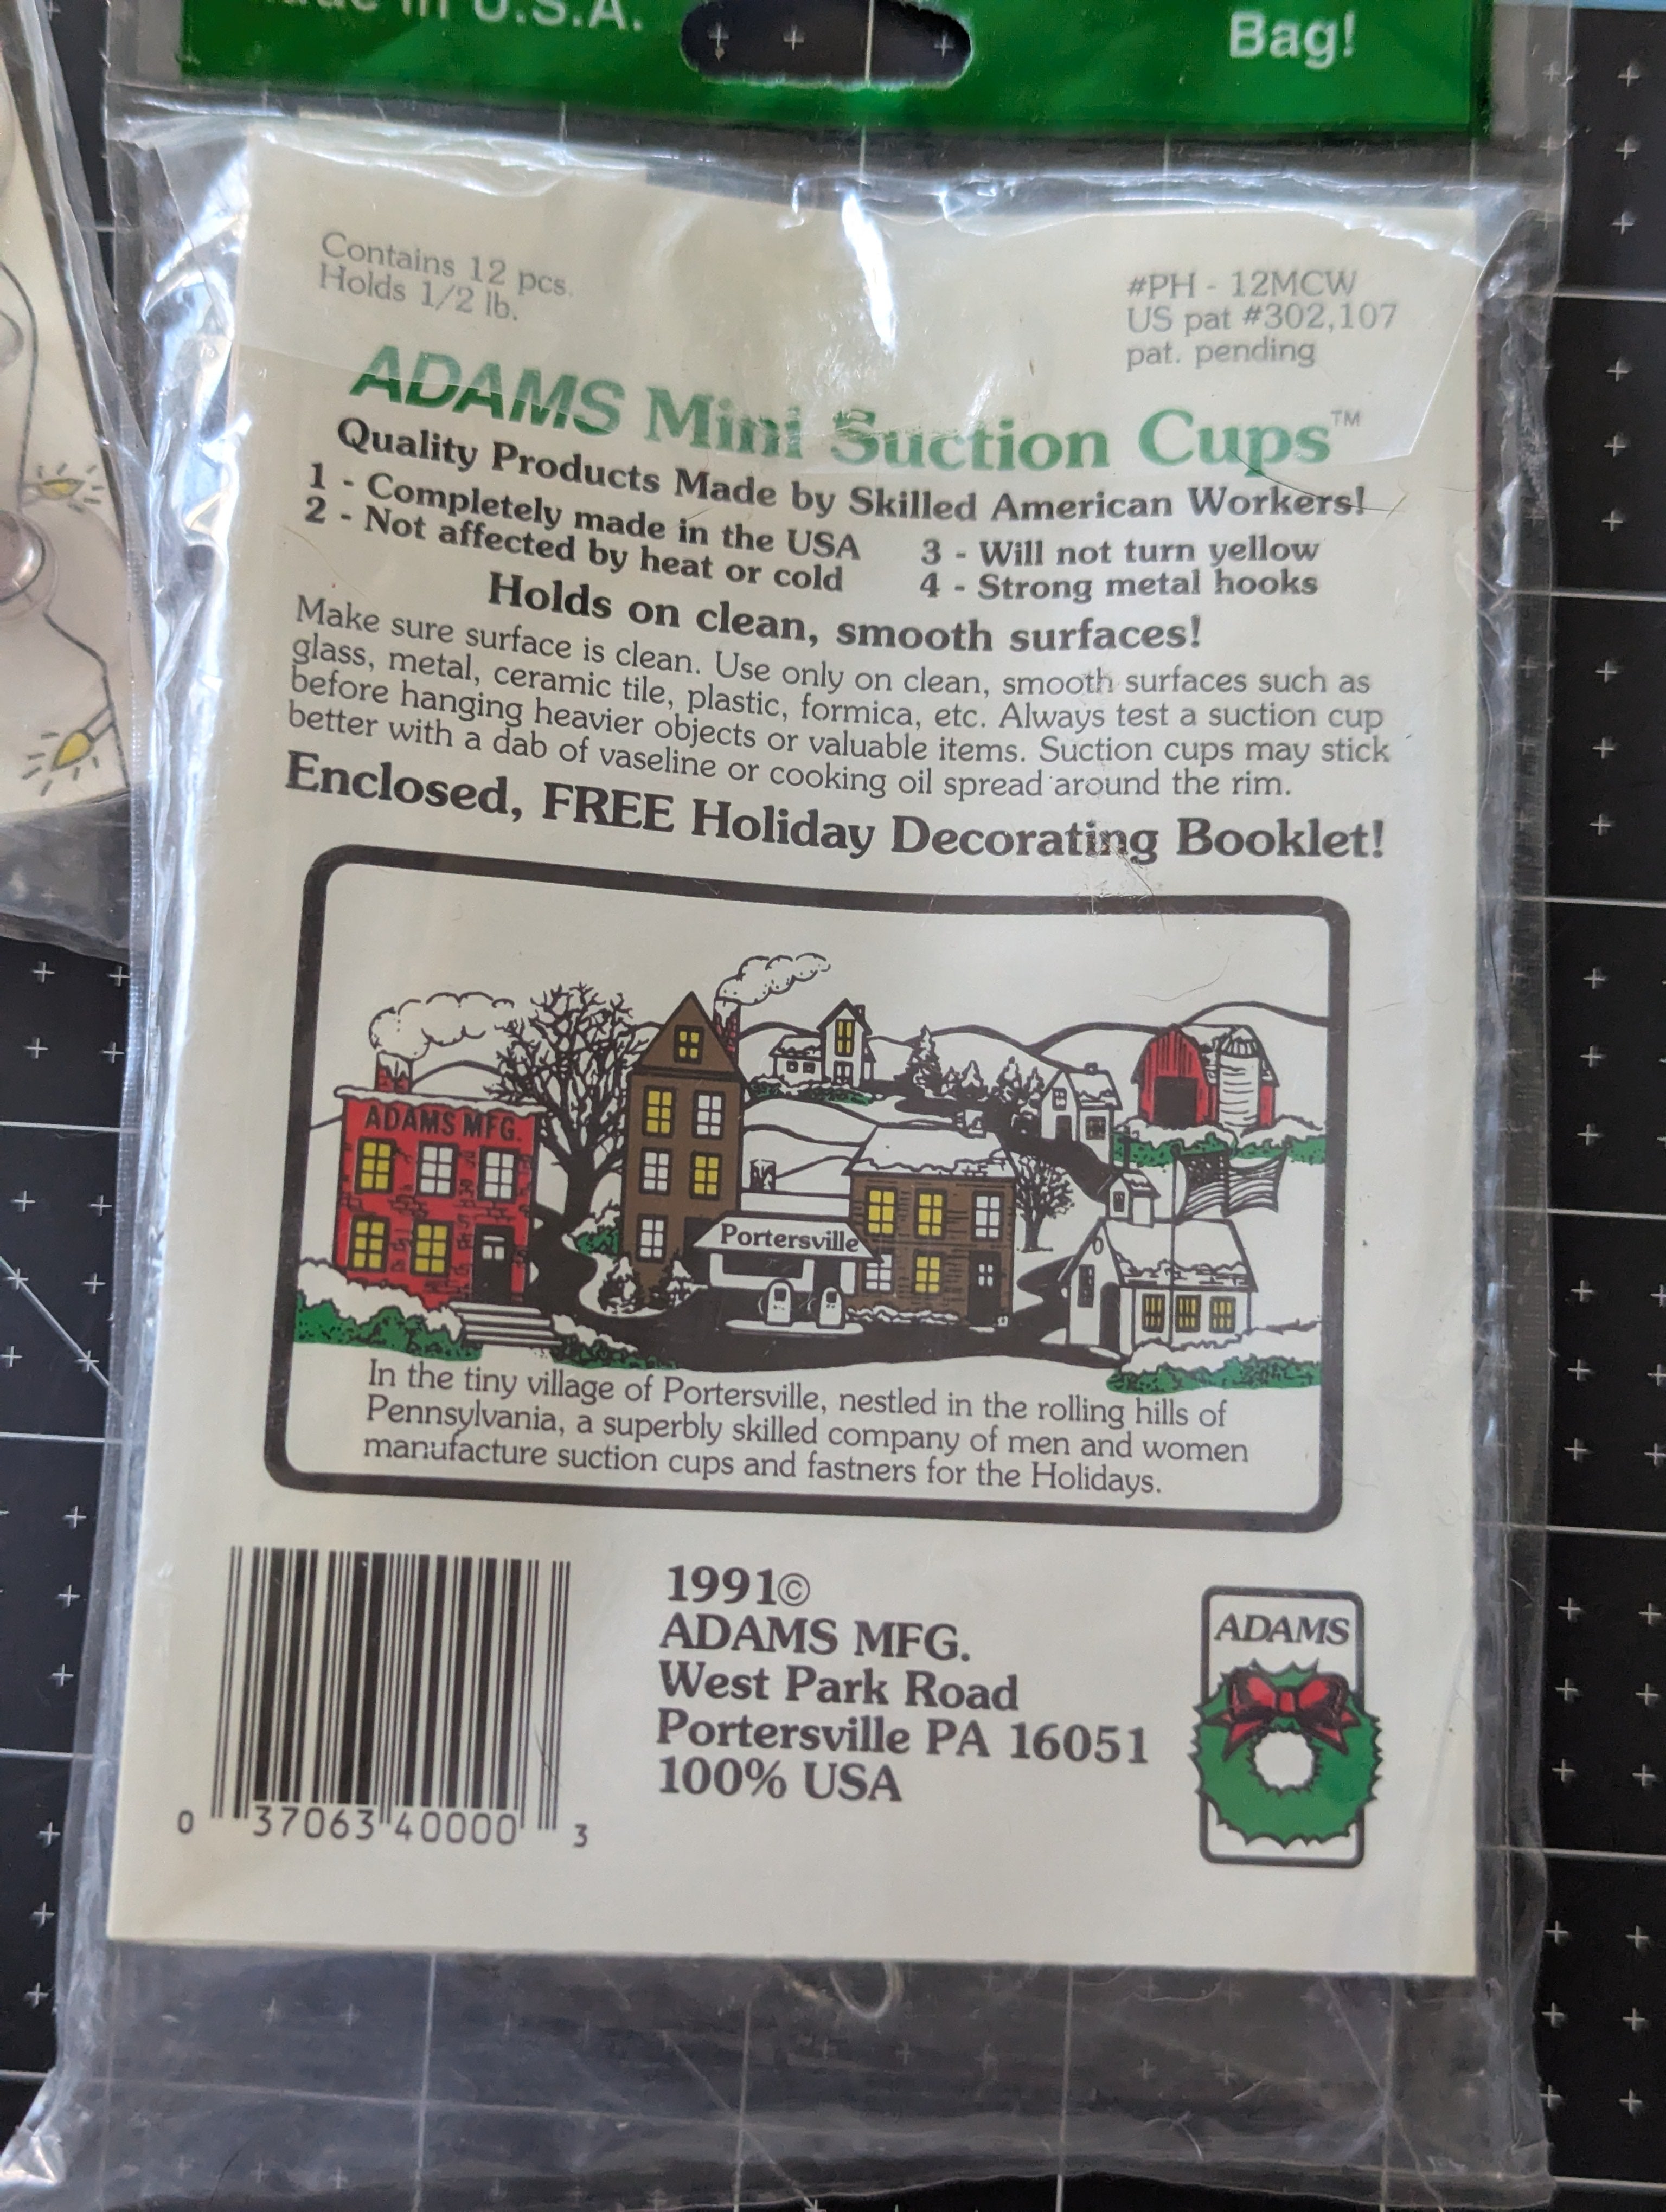 in U.S.A.
Bag!
Contains 12 pcs.
Holds 1/2 lb.
#PH - 12MCW
US pat #302,107
pat. pending
ADAMS Mini Suction Cups™
Quality Products Made by Skilled American Workers!
1 - Completely made in the USA
2 - Not affected by heat or cold
3 - Will not turn yellow
4 - Strong metal hooks
Holds on clean, smooth surfaces!
Make sure surface is clean. Use only on clean, smooth surfaces such as
glass, metal, ceramic tile, plastic, formica, etc. Always test a suction cup
before hanging heavier objects or valuable items. Suction cups may stick
better with a dab of vaseline or cooking oil spread around the rim.
Enclosed, FREE Holiday Decorating Booklet!
ADAMS MFG.
Portersville
In the tiny village of Portersville, nestled in the rolling hills of
Pennsylvania, a superbly skilled company of men and women
manufacture suction cups and fastners for the Holidays.
1991©
ADAMS MFG.
West Park Road
Portersville PA 16051
100% USA
ADAMS
0 37063 40000 3